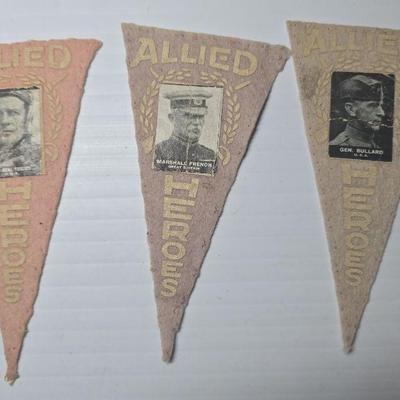 ALLIED
HEROES
ALLIED
MARSHALL FRENCH
GREAT BRITAIN
HEROES
ALLIED
GEN. BULLARD
U.S.A.
HEROES